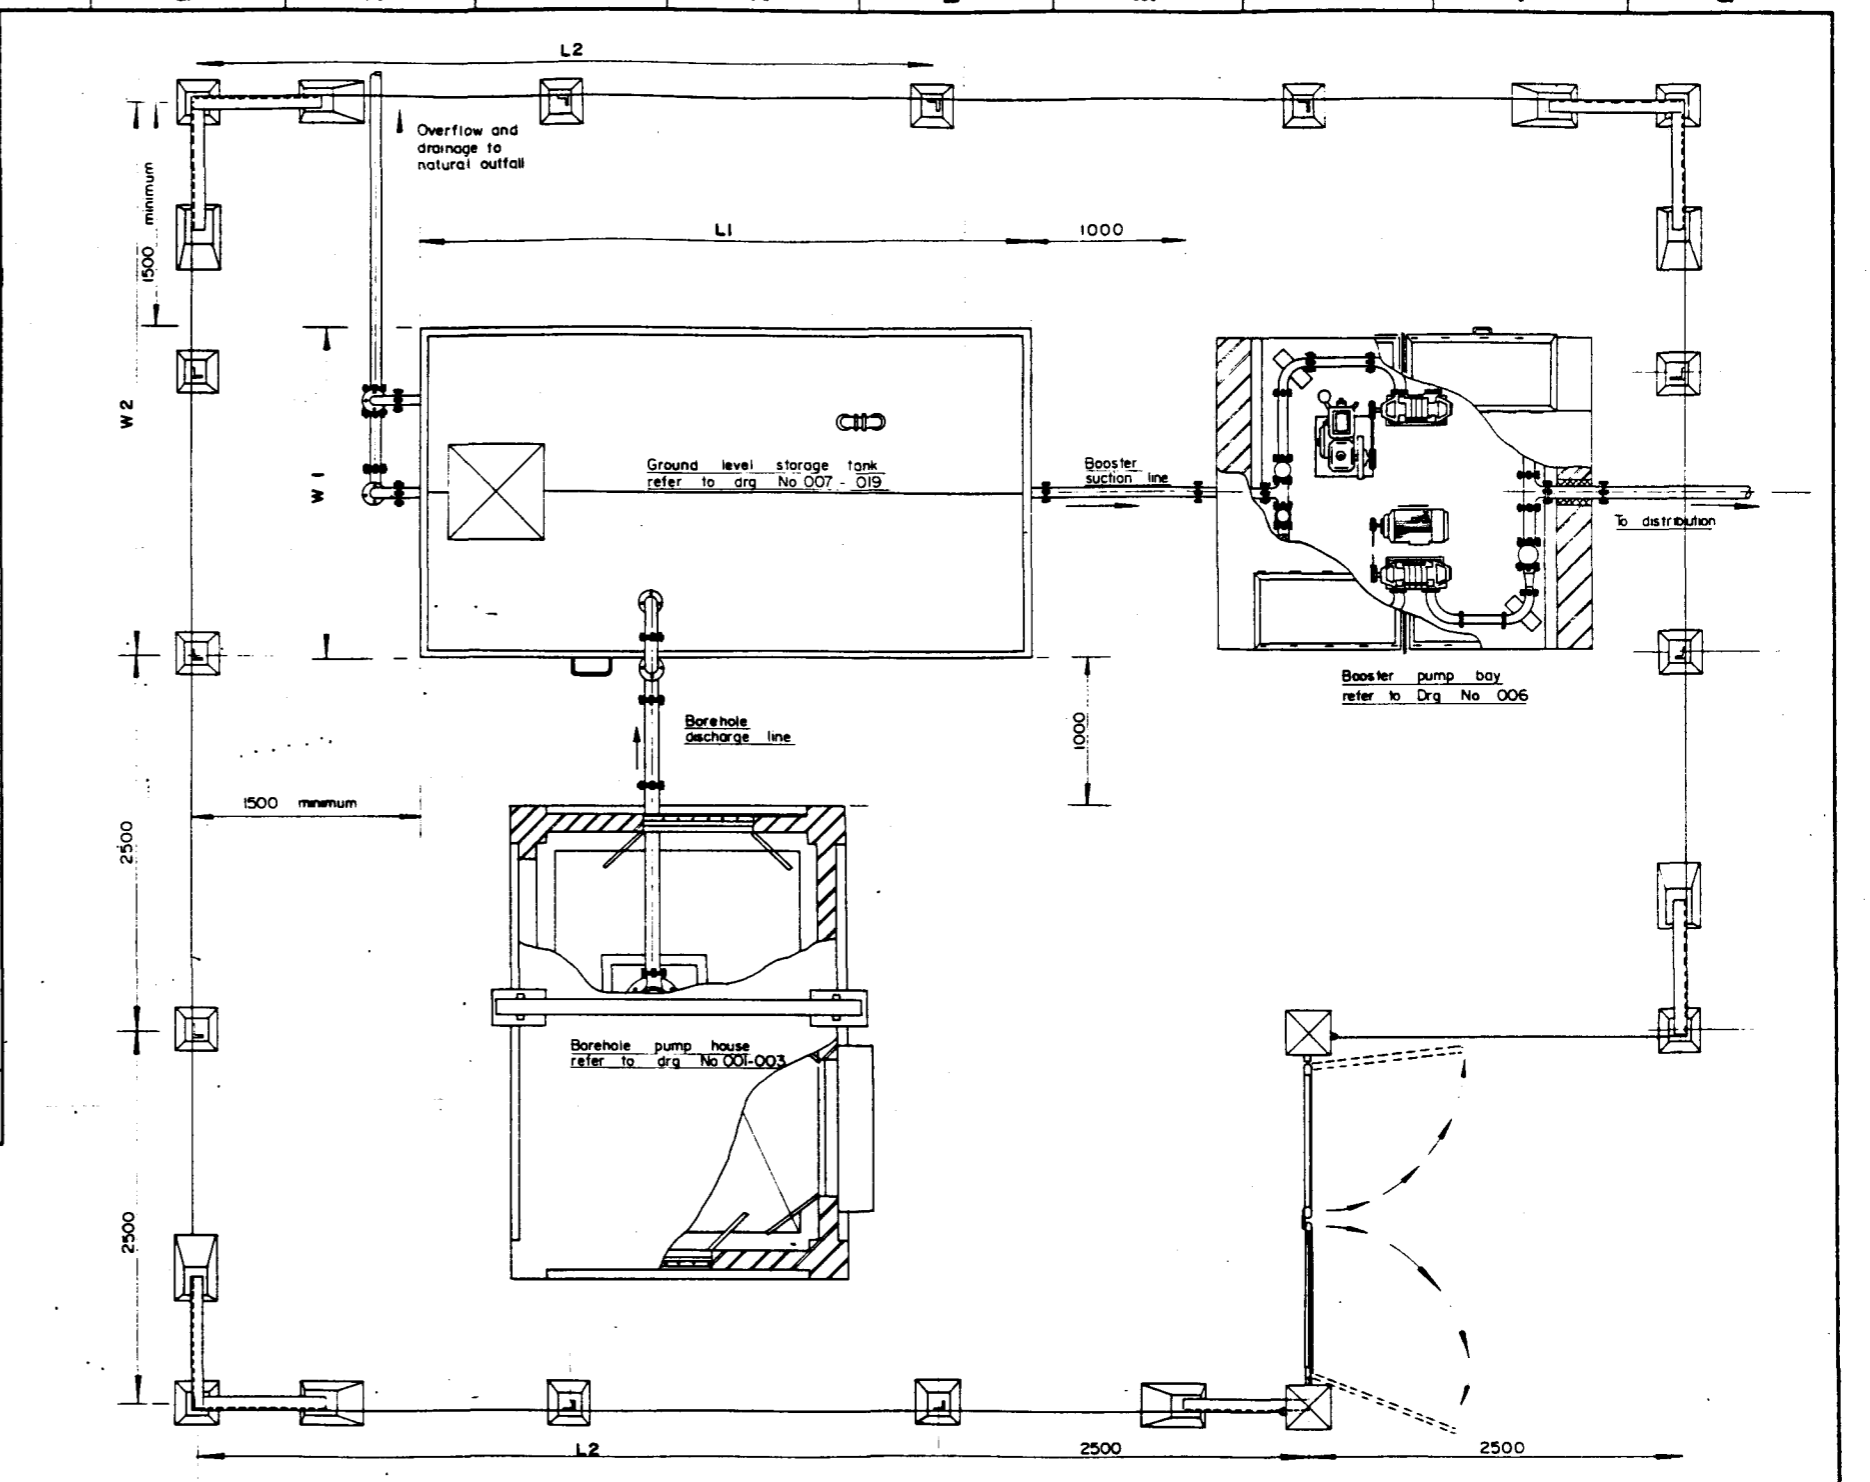 L2
Overflow and
drainage to
natural outfall
1500 minimum
L1
1000
W2
W1
Ground level storage tank
refer to drg No 007 - 019
Booster
suction line
To distribution
Booster pump bay
refer to Drg No 006
Borehole
discharge line
1000
1500 minimum
2500
Borehole pump house
refer to drg No 001-003
2500
L2
2500
2500